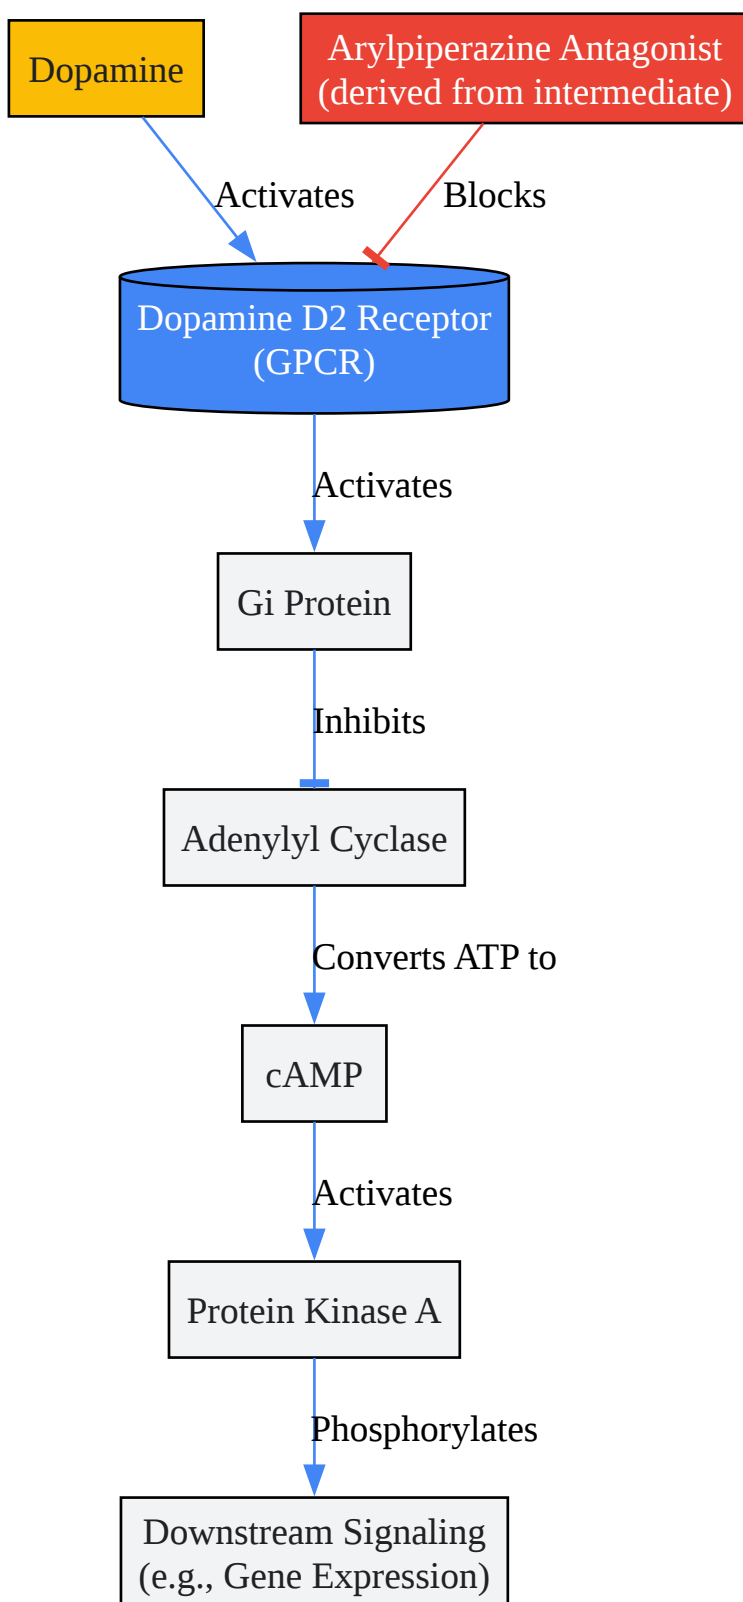 Dopamine
Arylpiperazine Antagonist
(derived from intermediate)
Activates
Blocks
Dopamine D2 Receptor
(GPCR)
Activates
Gi Protein
Inhibits
Adenylyl Cyclase
Converts ATP to
cAMP
Activates
Protein Kinase A
Phosphorylates
Downstream Signaling
(e.g., Gene Expression)